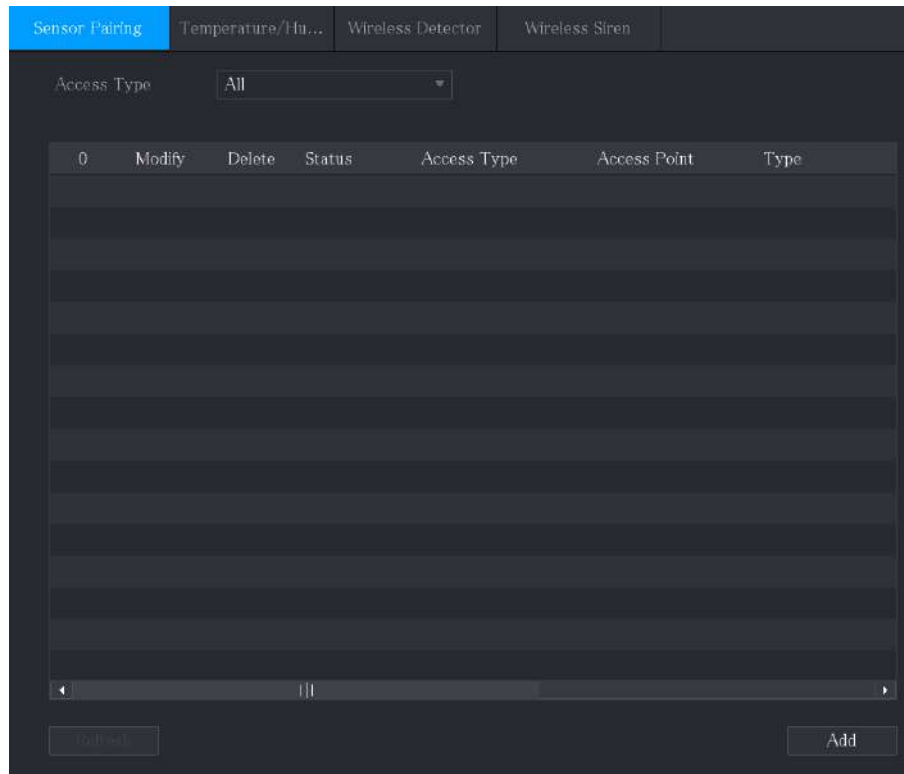 Sensor Pairing Temperature/Hu... Wireless Detector Wireless Siren
Access Type All
0 Modify Delete Status Access Type Access Point Type
Refresh Add